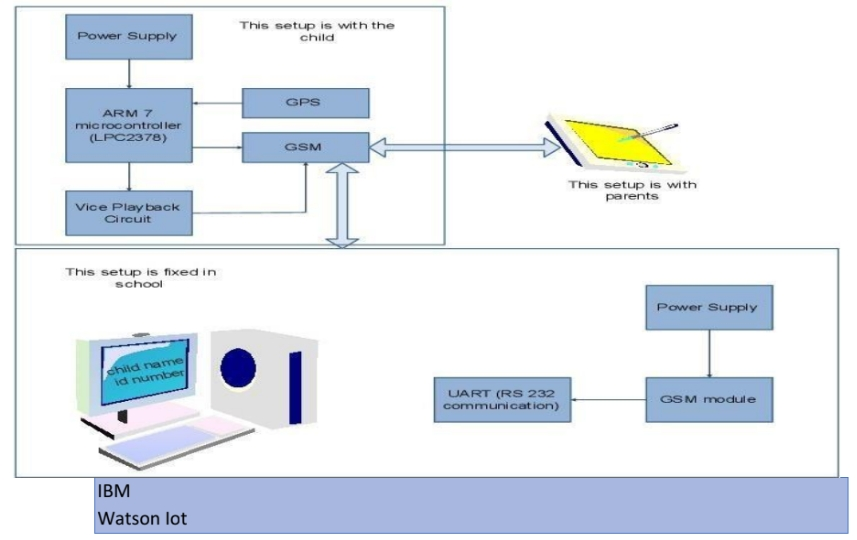 This setup is with the
child
Power Supply
ARM 7
microcontroller
(LPC2378)
GPS
GSM
Vice Playback
Circuit
This setup is with
parents
This setup is fixed in
school
child name
id number
Power Supply
UART (RS 232
communication)
GSM module
IBM
Watson Iot